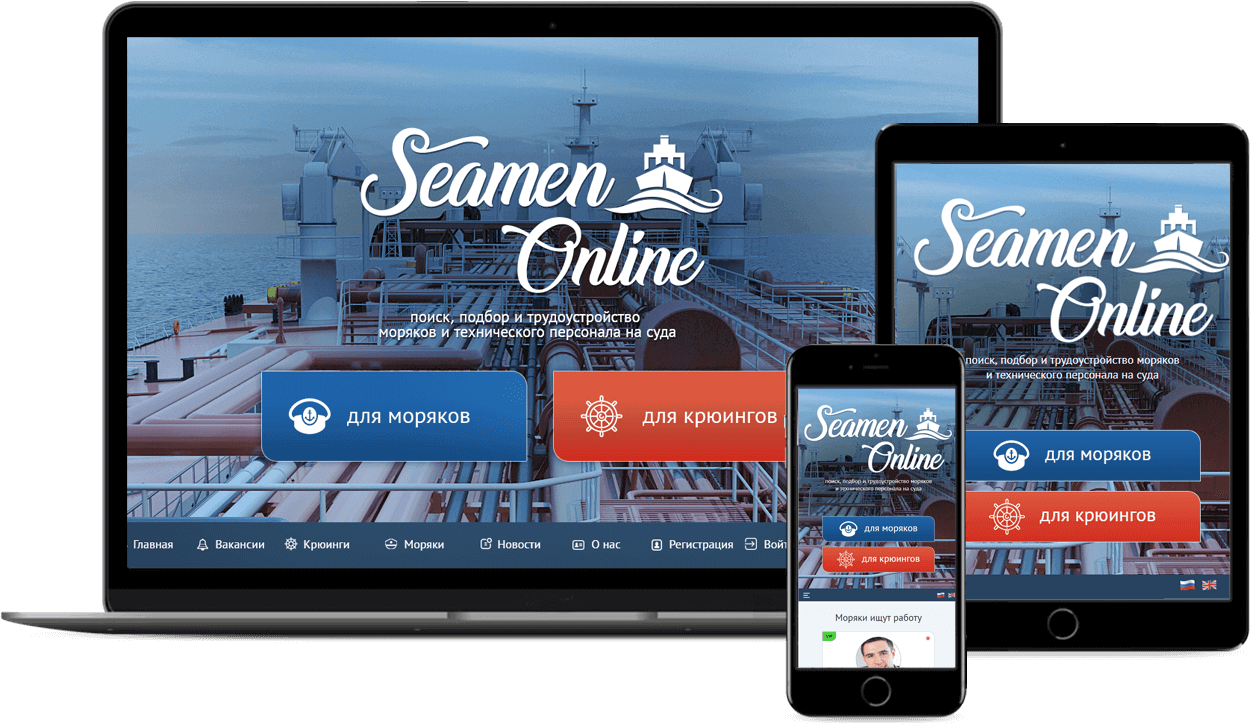 Seamen
Online
поиск, подбор и трудоустройство
моряков и технического персонала на суда
для моряков
для крюингов
Главная
Вакансии
Крюинги
Моряки
Новости
О нас
Регистрация
Seamen
Online
поиск, подбор и трудоустройство моряков
и технического персонала на суда
для моряков
для крюингов
Seamen
Online
поиск, подбор и трудоустройство моряков
и технического персонала на суда
для моряков
для крюингов
Моряки ищут работу
VIP